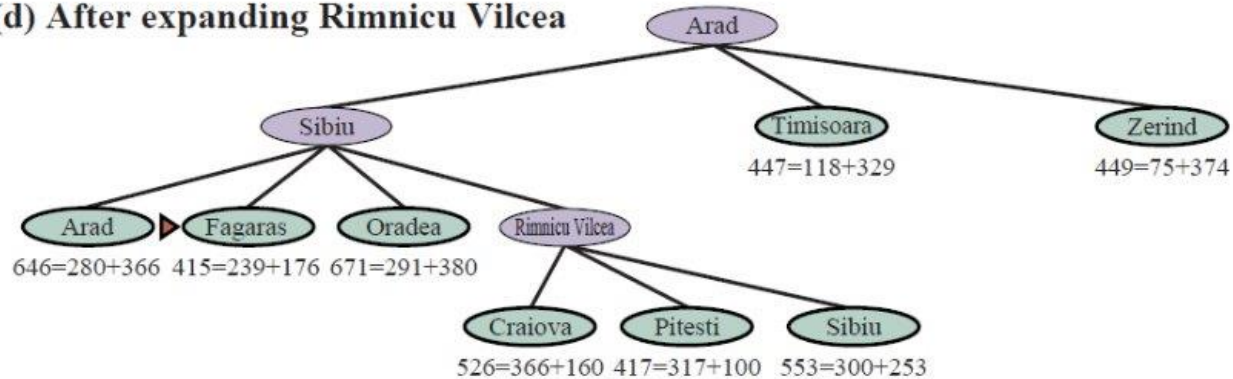 (d) After expanding Rimnicu Vilcea
Arad
Sibiu
Timisoara
Zerind
447=118+329
449=75+374
Arad
Fagaras
Oradea
Rimnicu Vilcea
646=280+366
415=239+176
671=291+380
Craiova
Pitesti
Sibiu
526=366+160
417=317+100
553=300+253